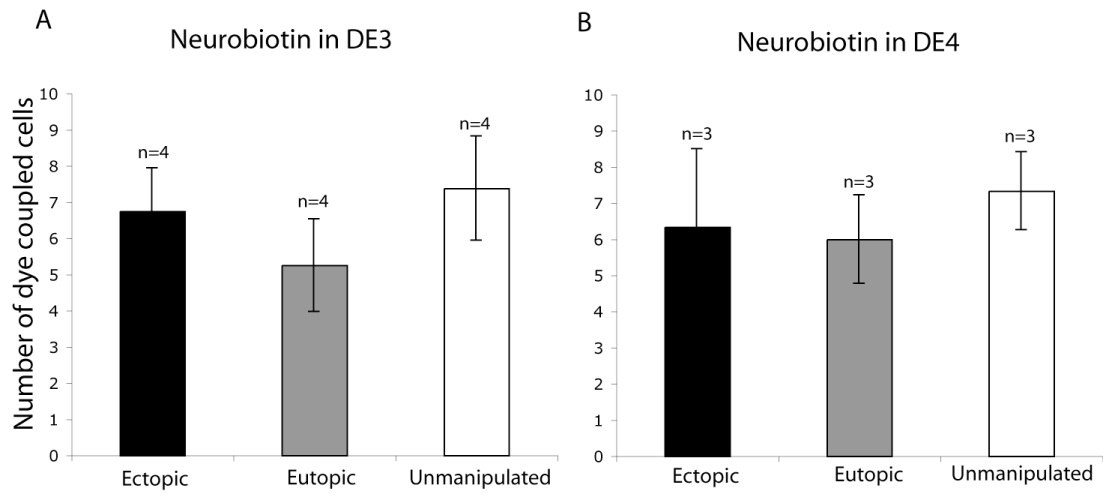 A
Neurobiotin in DE3
Number of dye coupled cells
10
9
8
7
6
5
4
3
2
1
0
n=4
n=4
n=4
Ectopic
Eutopic
Unmanipulated
B
Neurobiotin in DE4
10
9
8
7
6
5
4
3
2
1
0
n=3
n=3
n=3
Ectopic
Eutopic
Unmanipulated